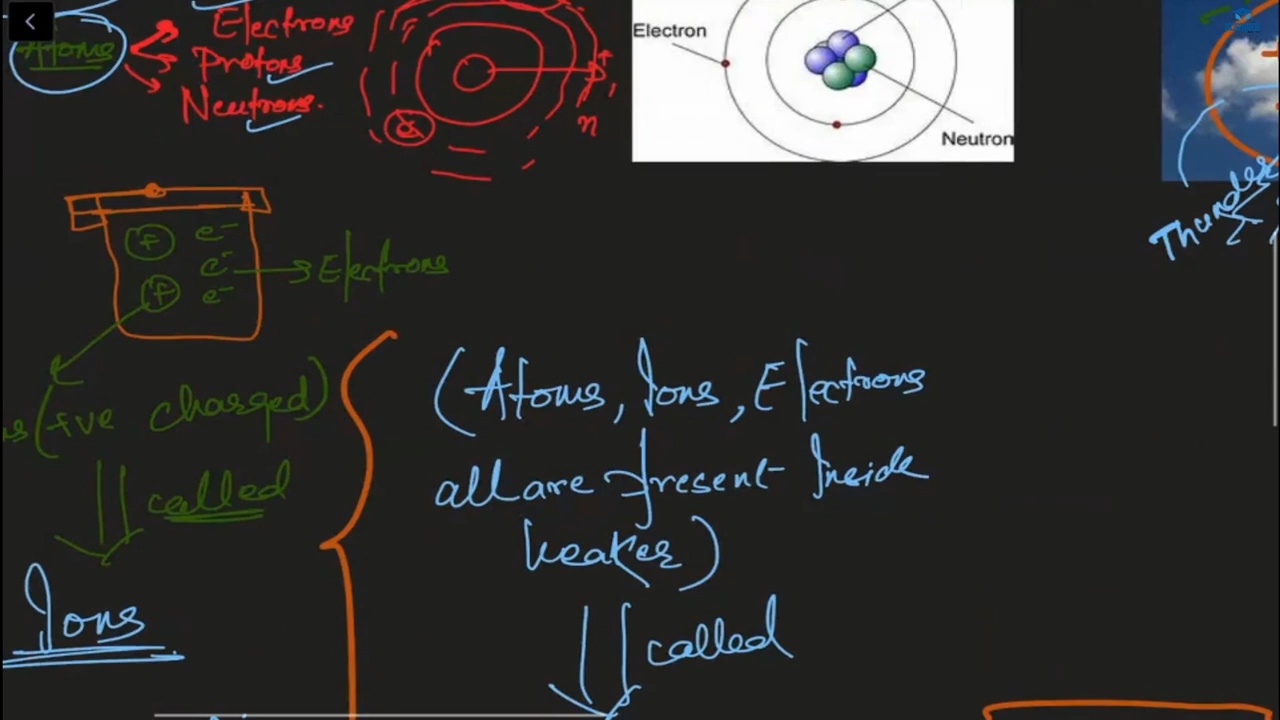 Atoms
Electrons
Protons
Neutrons.
n
Electron
Neutron
Thunder
+ e-
e-
+ e-
Electrons
(+ve charged)
called
Ions
(Atoms, Ions, Electrons
all are present Inside
beaker)
called